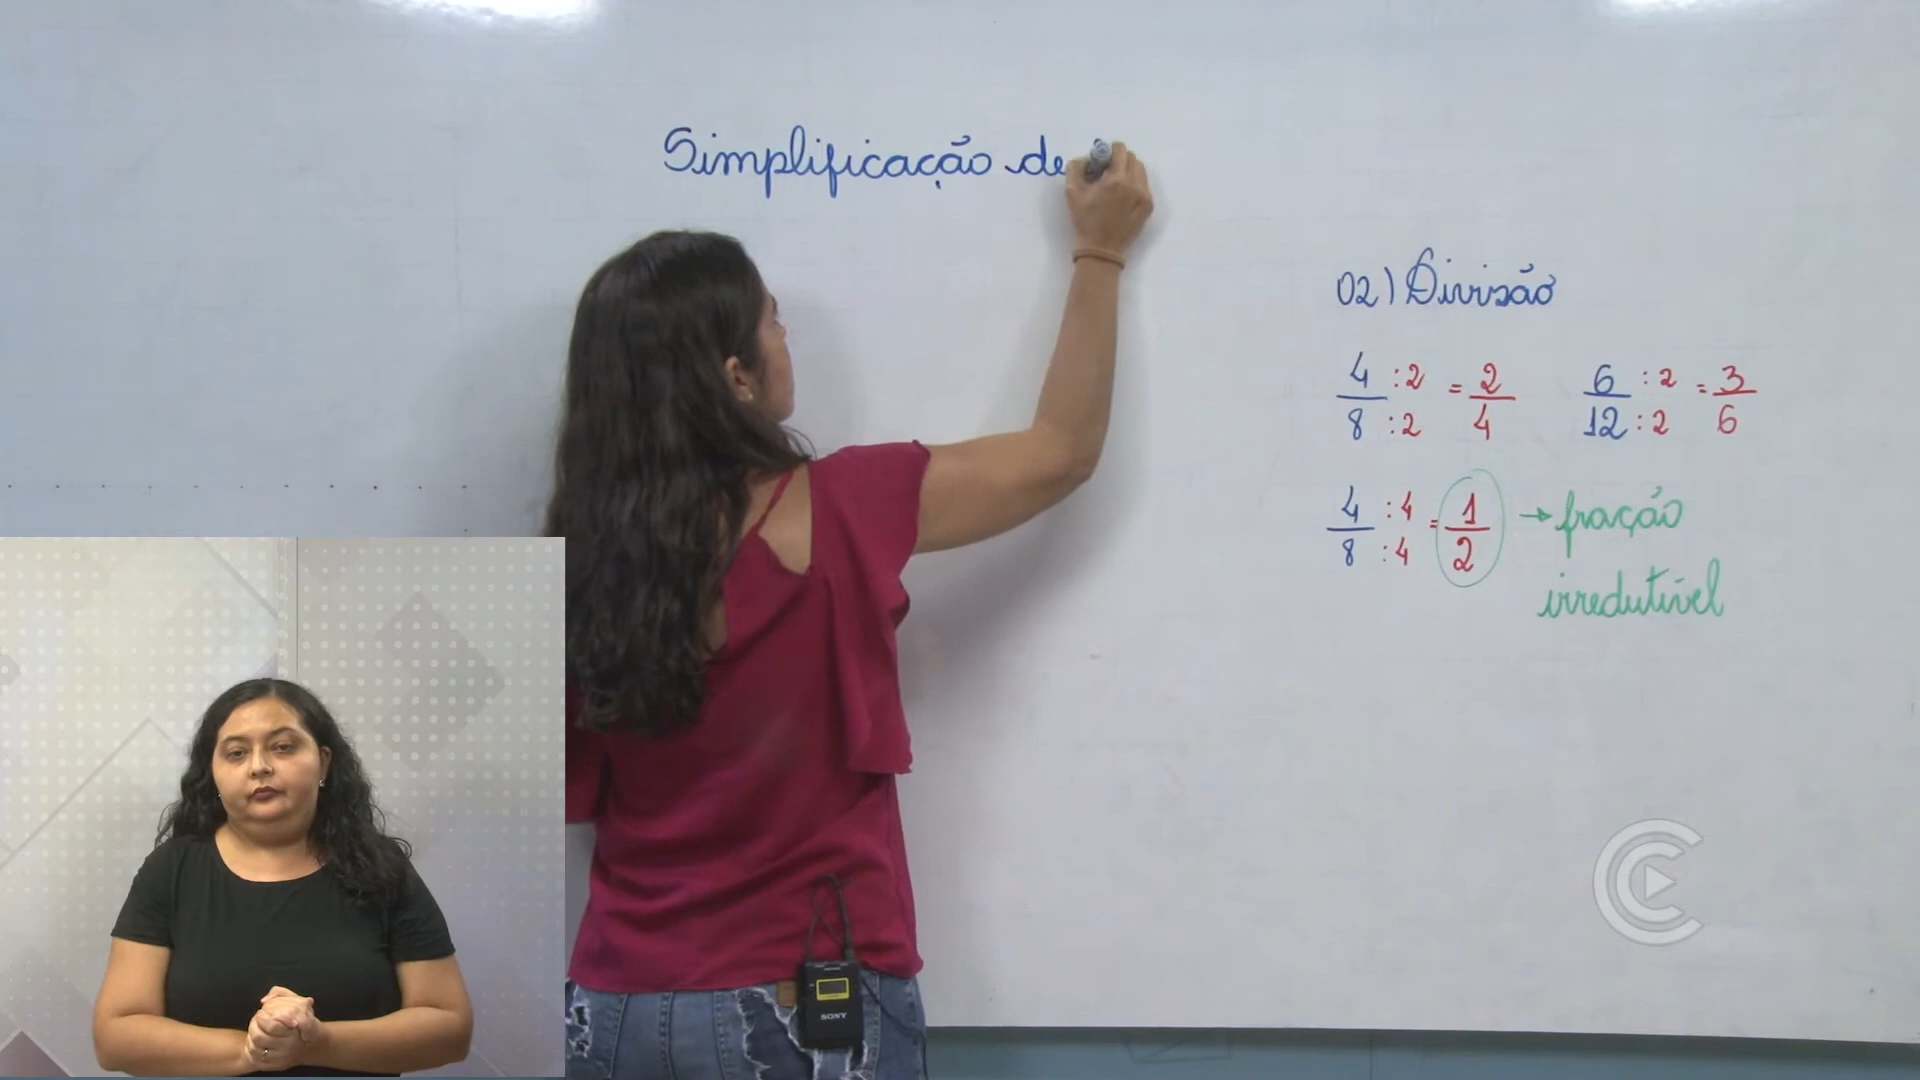 Simplificação de
02) Divisão
4/8 :2 :2 = 2/4
6/12 :2 :2 = 3/6
4/8 :4 :4 = 1/2 → fração
irredutível
SONY